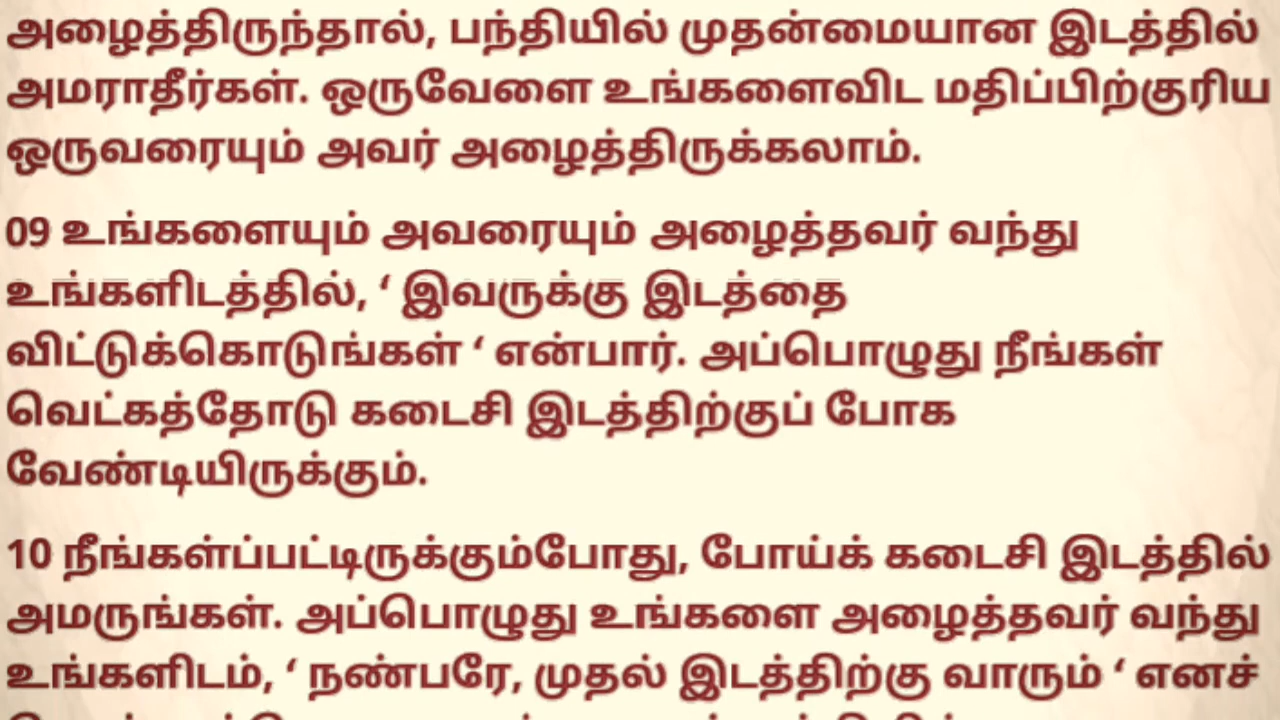 அழைத்திருந்தால், பந்தியில் முதன்மையான இடத்தில்
அமராதீர்கள். ஒருவேளை உங்களைவிட மதிப்பிற்குரிய
ஒருவரையும் அவர் அழைத்திருக்கலாம்.
09 உங்களையும் அவரையும் அழைத்தவர் வந்து
உங்களிடத்தில், ‘ இவருக்கு இடத்தை
விட்டுக்கொடுங்கள் ‘ என்பார். அப்பொழுது நீங்கள்
வெட்கத்தோடு கடைசி இடத்திற்குப் போக
வேண்டியிருக்கும்.
10 நீங்கள்ப்பட்டிருக்கும்போது, போய்க் கடைசி இடத்தில்
அமருங்கள். அப்பொழுது உங்களை அழைத்தவர் வந்து
உங்களிடம், ‘ நண்பரே, முதல் இடத்திற்கு வாரும் ‘ எனச்